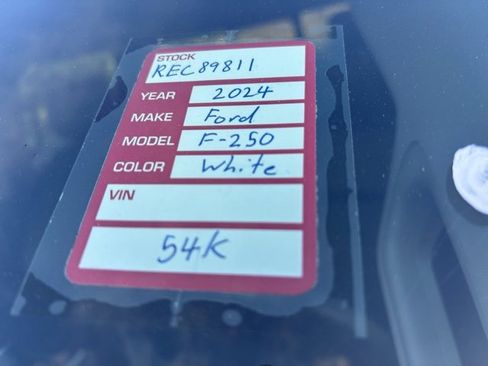 STOCK
REC89811
YEAR 2024
MAKE Ford
MODEL F-250
COLOR White
VIN
54K